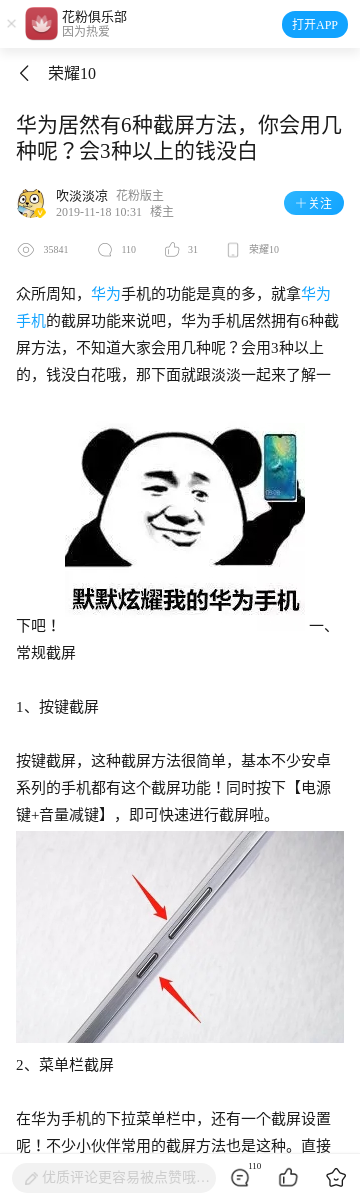 花粉俱乐部
因为热爱
打开APP
荣耀10
华为居然有6种截屏方法，你会用几
种呢？会3种以上的钱没白
吹淡淡凉 花粉版主
2019-11-18 10:31 楼主
+关注
35841 110 31 荣耀10
众所周知，华为手机的功能是真的多，就拿华为
手机的截屏功能来说吧，华为手机居然拥有6种截
屏方法，不知道大家会用几种呢？会用3种以上
的，钱没白花哦，那下面就跟淡淡一起来了解一
默默炫耀我的华为手机
下吧！ 一、
常规截屏
1、按键截屏
按键截屏，这种截屏方法很简单，基本不少安卓
系列的手机都有这个截屏功能！同时按下【电源
键+音量减键】，即可快速进行截屏啦。
2、菜单栏截屏
在华为手机的下拉菜单栏中，还有一个截屏设置
呢！不少小伙伴常用的截屏方法也是这种。直接
优质评论更容易被点赞哦...
110